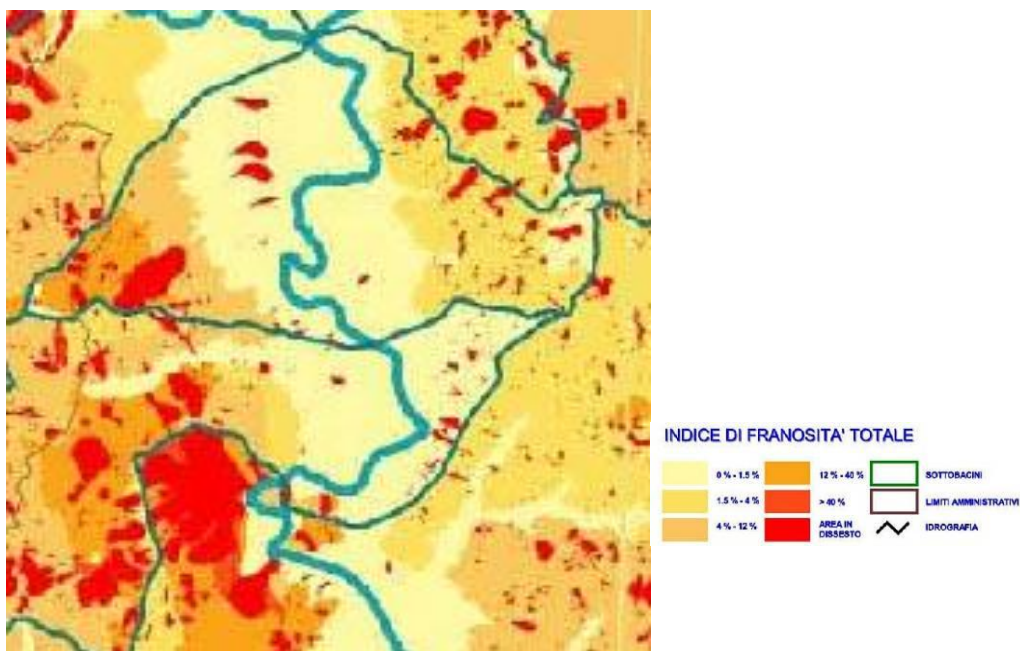 INDICE DI FRANOSITA' TOTALE
0 % - 1.5 %
12 % - 40 %
SOTTOBACINI
1.5 % - 4 %
> 40 %
LIMITI AMMINISTRATIVI
4 % - 12 %
AREA IN
DISSESTO
IDROGRAFIA